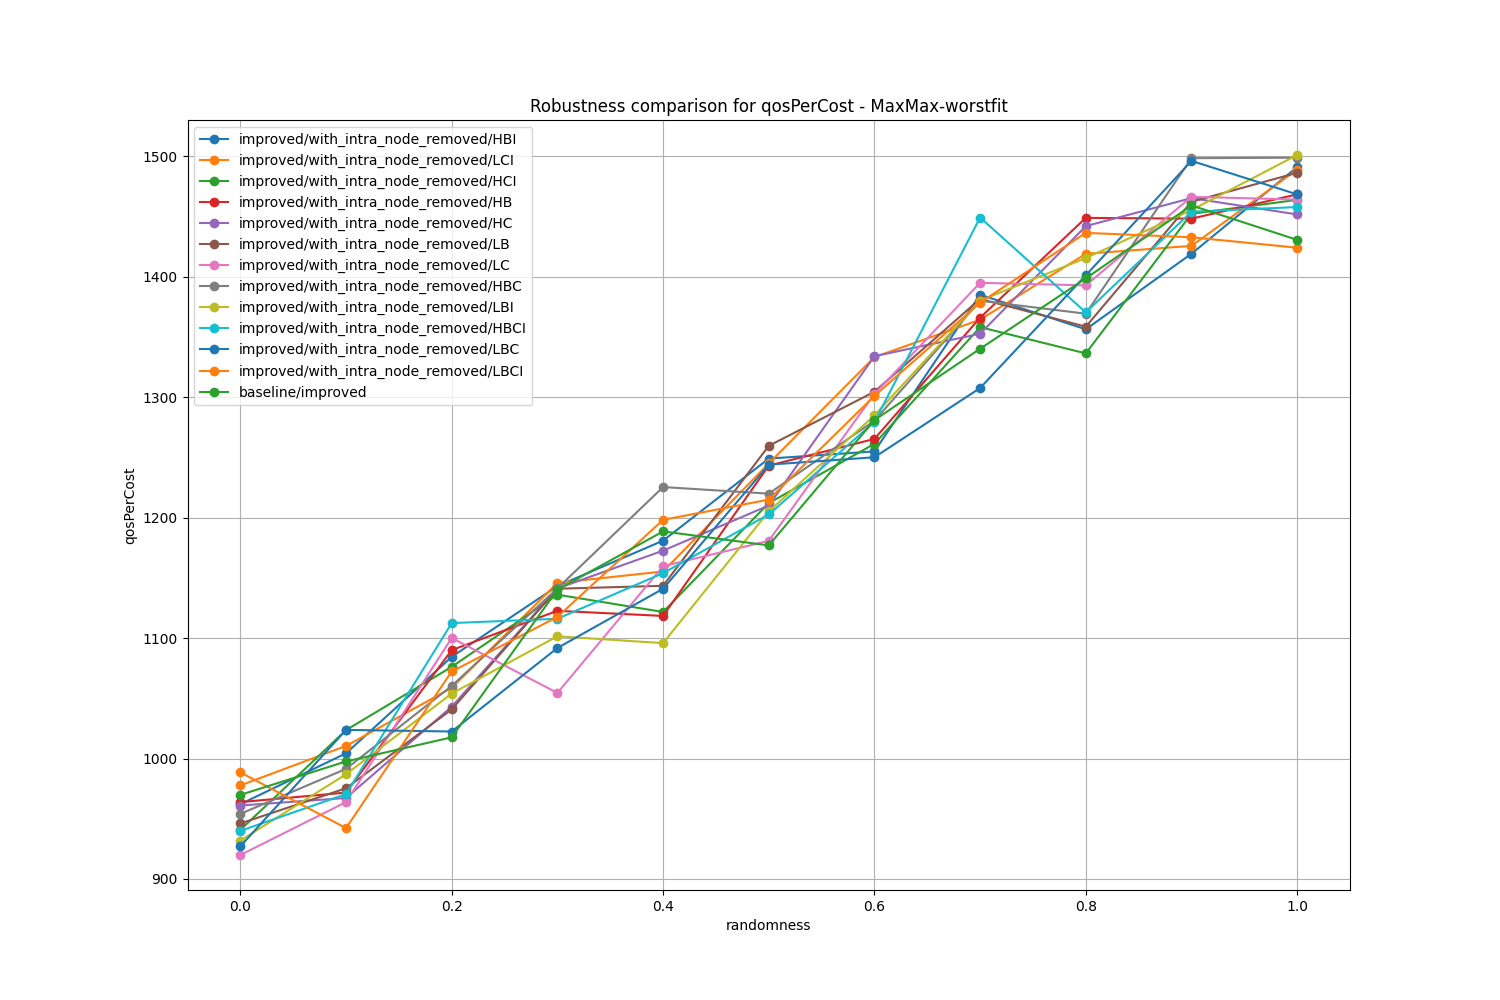 Robustness comparison for qosPerCost - MaxMax-worstfit
improved/with_intra_node_removed/HBI
improved/with_intra_node_removed/LCI
improved/with_intra_node_removed/HCI
improved/with_intra_node_removed/HB
improved/with_intra_node_removed/HC
improved/with_intra_node_removed/LB
improved/with_intra_node_removed/LC
improved/with_intra_node_removed/HBC
improved/with_intra_node_removed/LBI
improved/with_intra_node_removed/HBCI
improved/with_intra_node_removed/LBC
improved/with_intra_node_removed/LBCI
baseline/improved
1500
1400
1300
1200
1100
1000
900
qosPerCost
0.0 0.2 0.4 0.6 0.8 1.0
randomness